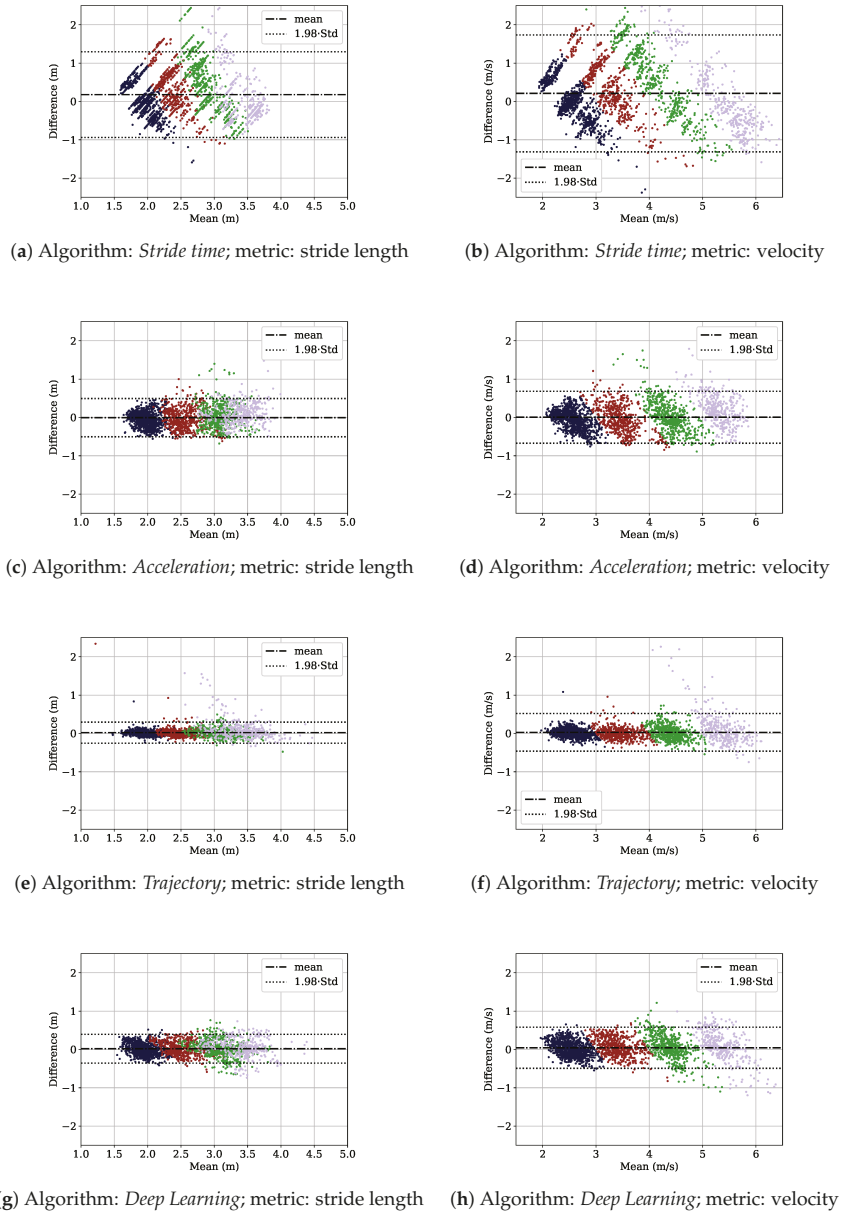 2
1
0
−1
−2
Difference (m)
1.0 1.5 2.0 2.5 3.0 3.5 4.0 4.5 5.0
Mean (m)
mean
1.98·Std
2
1
0
−1
−2
Difference (m/s)
2 3 4 5 6
Mean (m/s)
mean
1.98·Std
(a) Algorithm: Stride time; metric: stride length
(b) Algorithm: Stride time; metric: velocity
2
1
0
−1
−2
Difference (m)
1.0 1.5 2.0 2.5 3.0 3.5 4.0 4.5 5.0
Mean (m)
mean
1.98·Std
2
1
0
−1
−2
Difference (m/s)
2 3 4 5 6
Mean (m/s)
mean
1.98·Std
(c) Algorithm: Acceleration; metric: stride length
(d) Algorithm: Acceleration; metric: velocity
2
1
0
−1
−2
Difference (m)
1.0 1.5 2.0 2.5 3.0 3.5 4.0 4.5 5.0
Mean (m)
mean
1.98·Std
2
1
0
−1
−2
Difference (m/s)
2 3 4 5 6
Mean (m/s)
mean
1.98·Std
(e) Algorithm: Trajectory; metric: stride length
(f) Algorithm: Trajectory; metric: velocity
2
1
0
−1
−2
Difference (m)
1.0 1.5 2.0 2.5 3.0 3.5 4.0 4.5 5.0
Mean (m)
mean
1.98·Std
2
1
0
−1
−2
Difference (m/s)
2 3 4 5 6
Mean (m/s)
mean
1.98·Std
g) Algorithm: Deep Learning; metric: stride length
(h) Algorithm: Deep Learning; metric: velocity